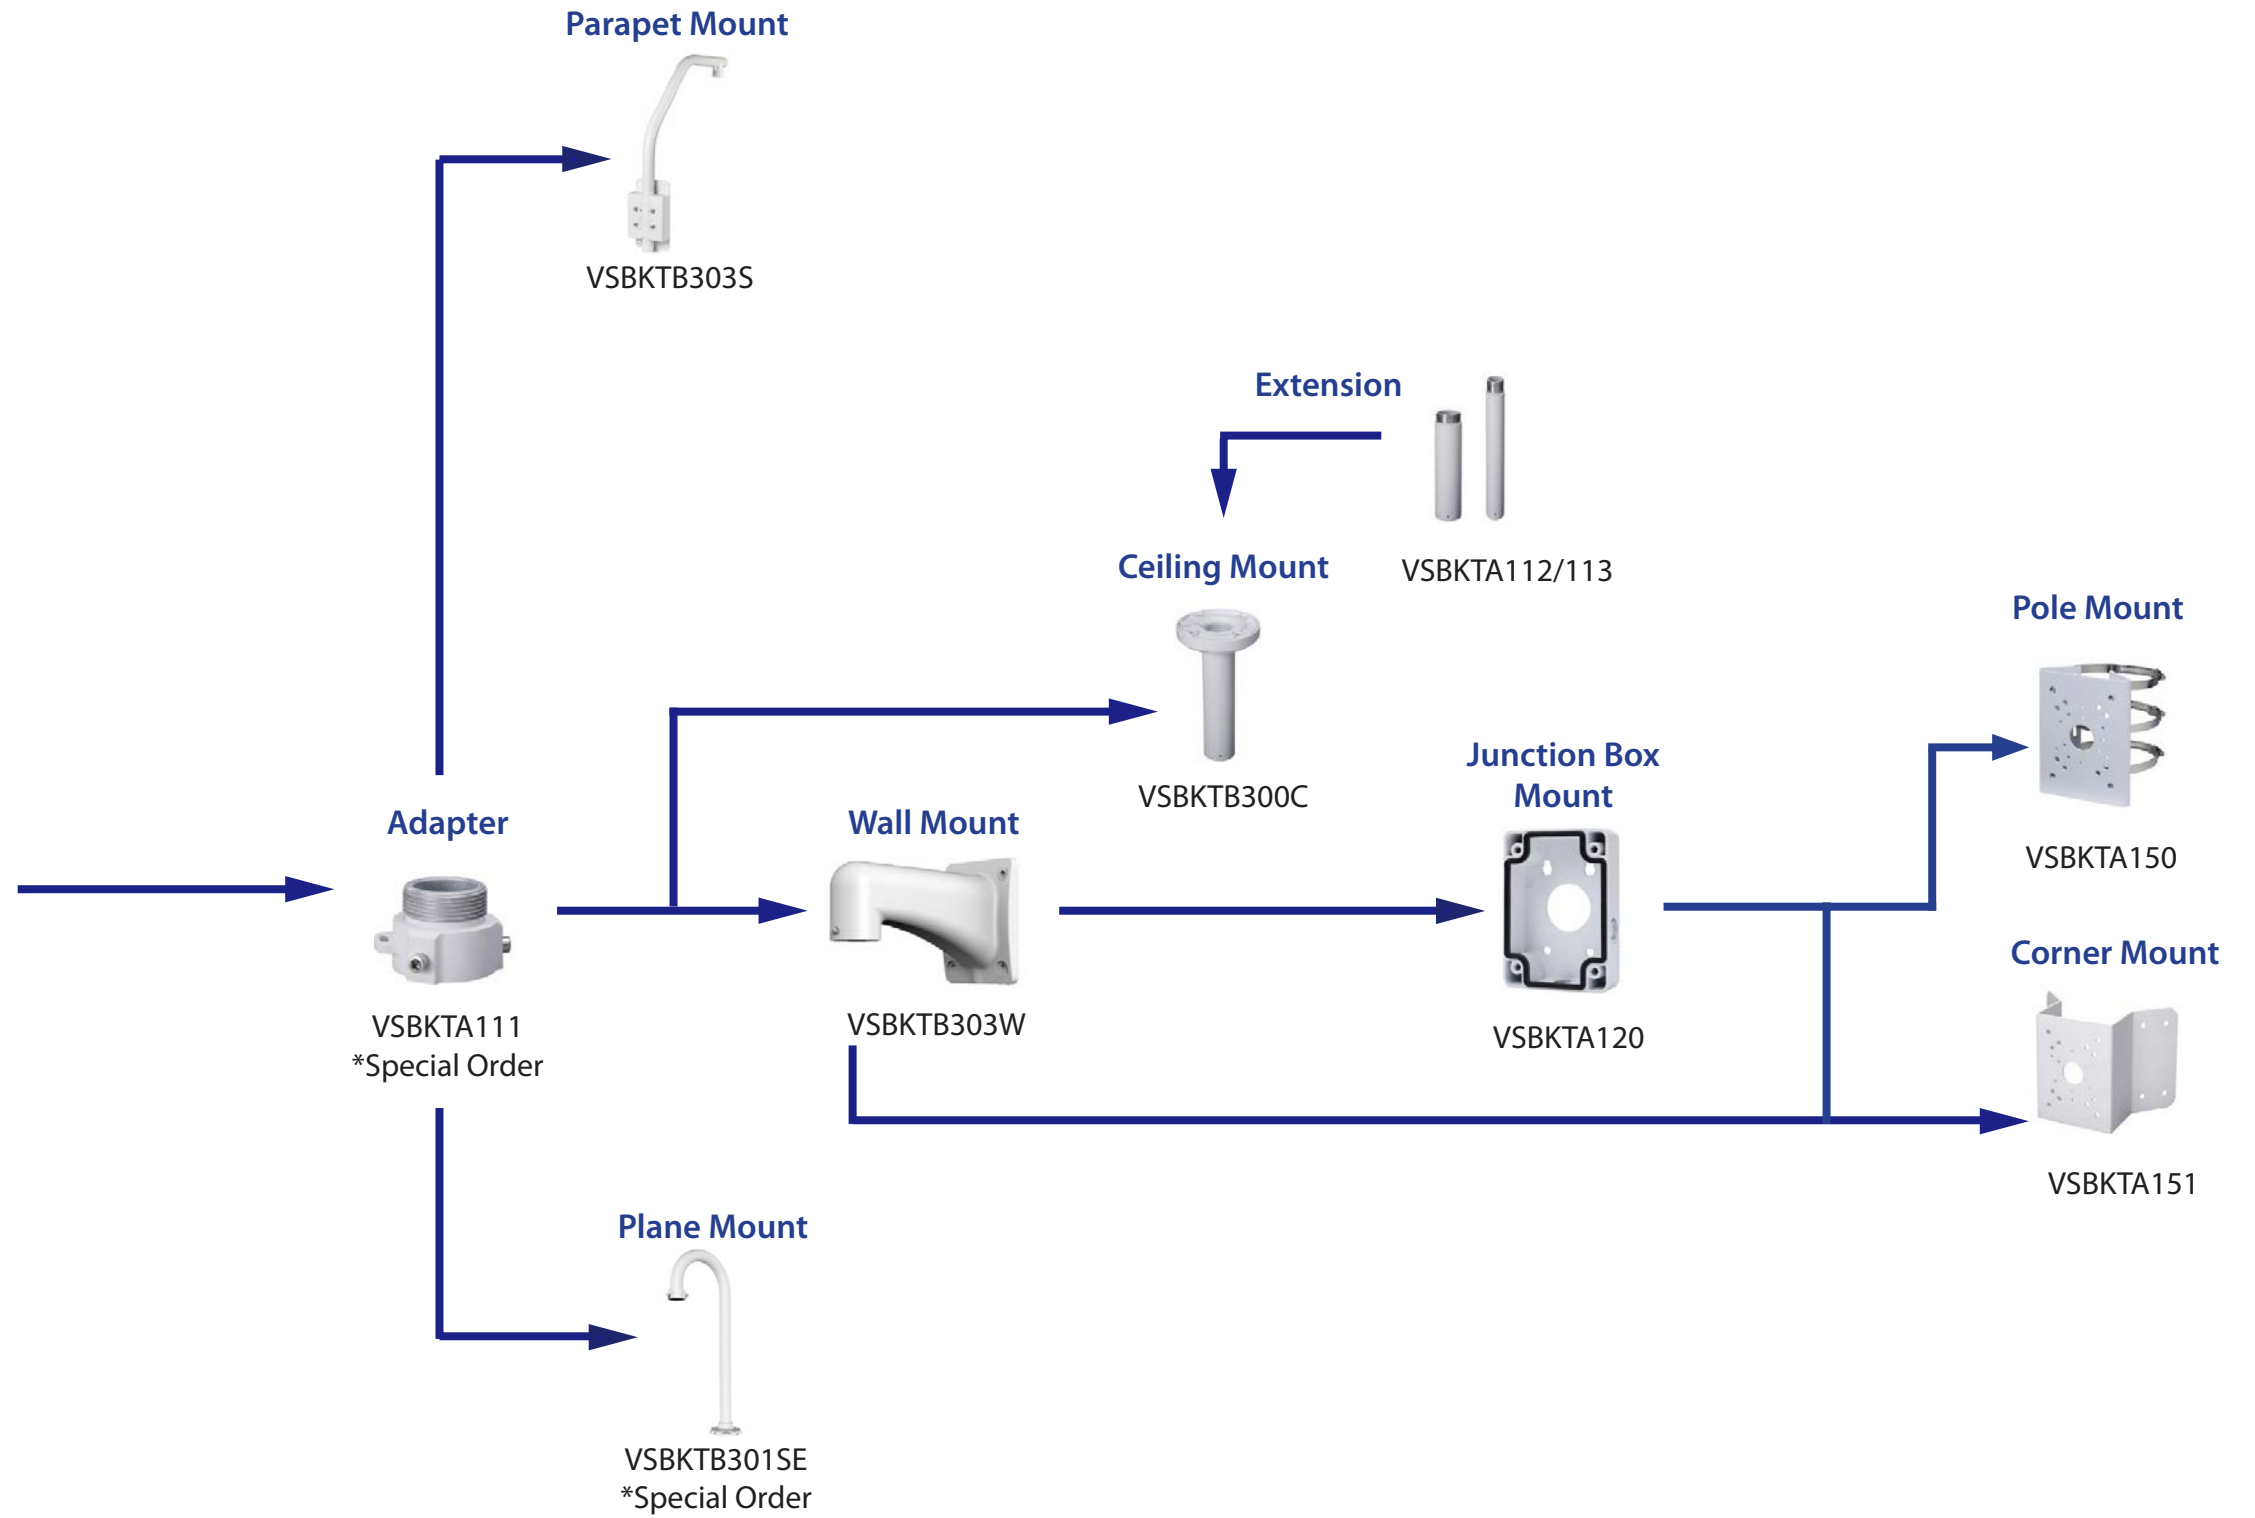 Parapet Mount
VSBKTB303S
Extension
VSBKTA112/113
Ceiling Mount
VSBKTB300C
Pole Mount
VSBKTA150
Junction Box
Mount
VSBKTA120
Adapter
VSBKTA111
*Special Order
Wall Mount
VSBKTB303W
Corner Mount
VSBKTA151
Plane Mount
VSBKTB301SE
*Special Order